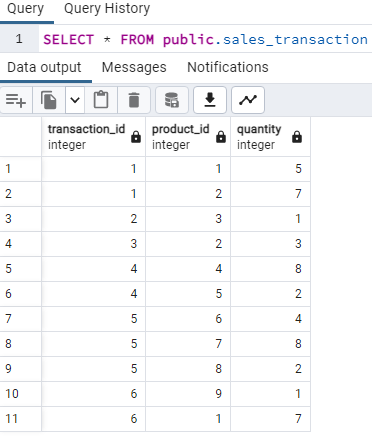 Query Query History
1 SELECT * FROM public.sales_transaction
Data output Messages Notifications
transaction_id product_id quantity
integer integer integer
1 1 1 5
2 1 2 7
3 2 3 1
4 3 2 3
5 4 4 8
6 4 5 2
7 5 6 4
8 5 7 8
9 5 8 2
10 6 9 1
11 6 1 7